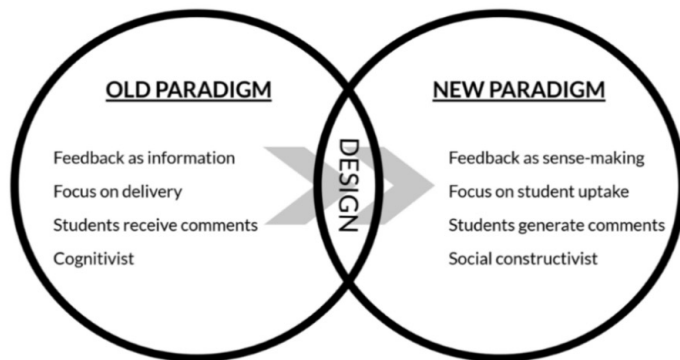 OLD PARADIGM
Feedback as information
Focus on delivery
Students receive comments
Cognitivist
DESIGN
NEW PARADIGM
Feedback as sense-making
Focus on student uptake
Students generate comments
Social constructivist